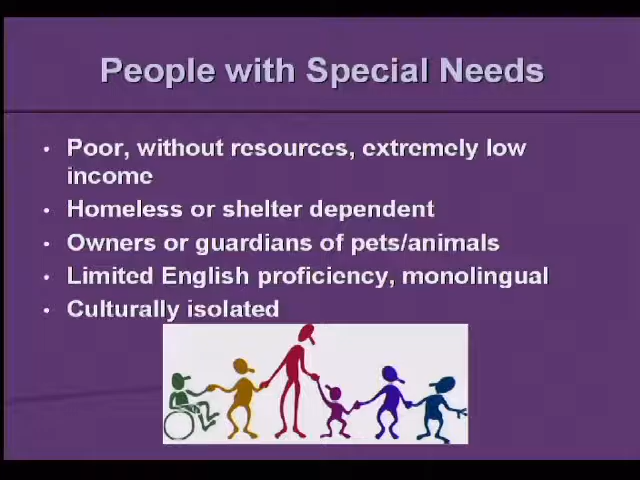 People with Special Needs
• Poor, without resources, extremely low
income
• Homeless or shelter dependent
• Owners or guardians of pets/animals
• Limited English proficiency, monolingual
• Culturally isolated